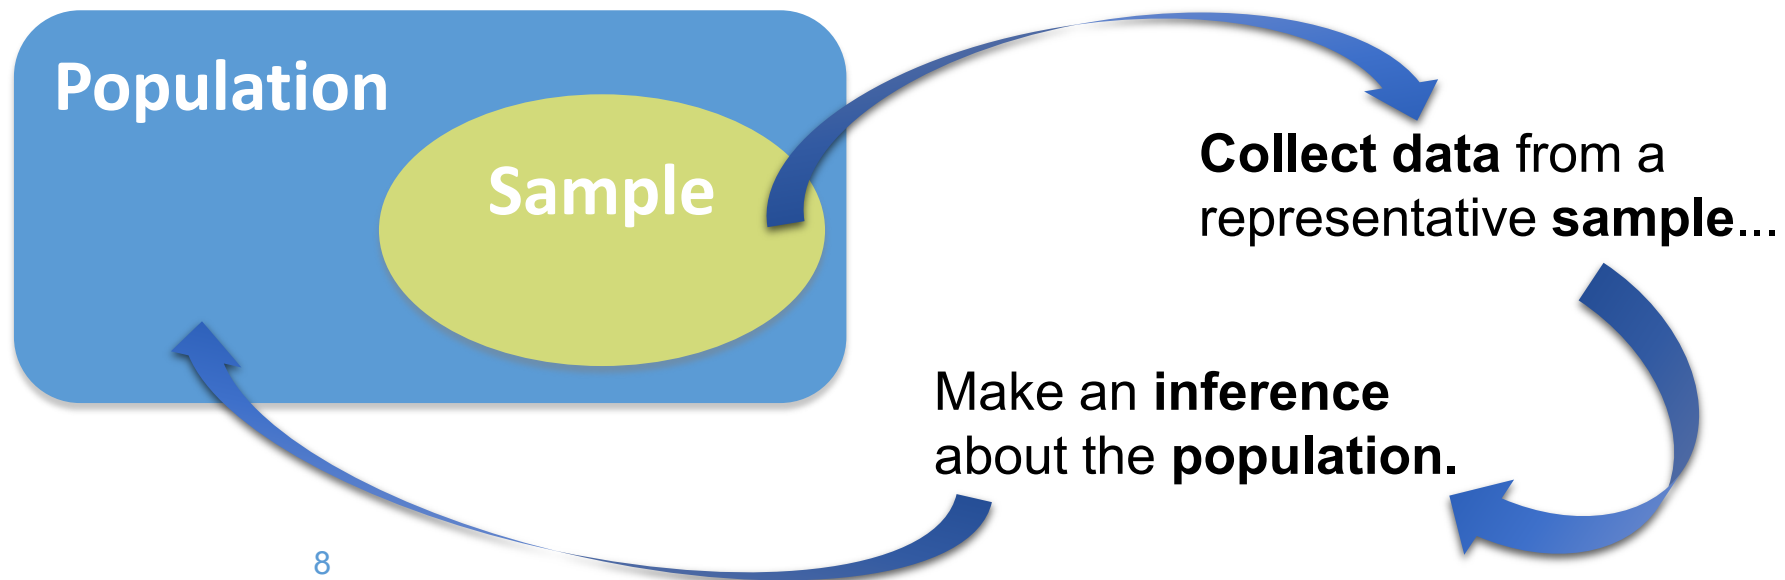 Population
Sample
Collect data from a
representative sample...
Make an inference
about the population.
8